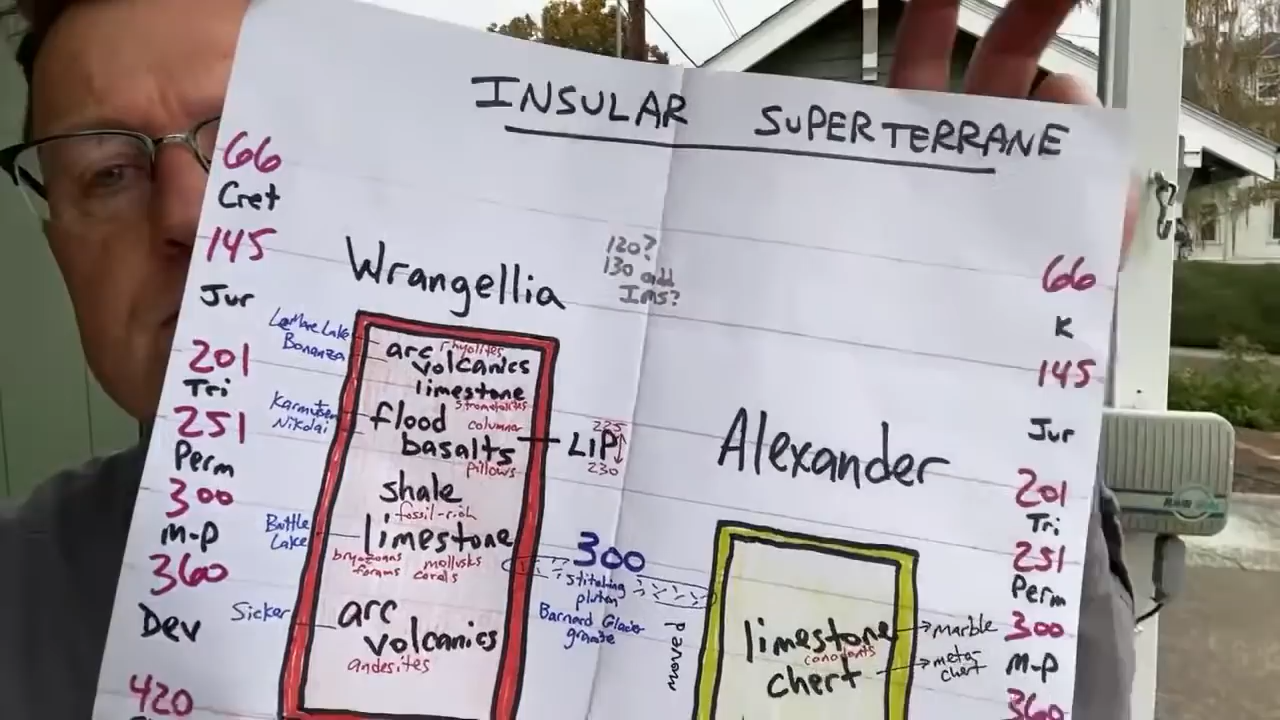 INSULAR SUPERTERRANE
66
Cret
145
Jur
201
Tri
251
Perm
300
M-P
360
Dev
420
Wrangellia
120?
130 add
Ims?
LeMare Lake
Bonanza
Karmutsen
Nikolai
Buttle
Lake
Sicker
arc rhyolites
volcanics
limestone
stromatolites
flood columnar
basalts
pillows
shale
fossil-rich
limestone
bryozoans mollusks
forams corals
arc
volcanics
andesites
225
LIP
230
300
stitching
pluton
Barnard Glacier
granite
moved
Alexander
limestone
conodonts
chert
marble
meta-
chert
66
K
145
Jur
201
Tri
251
Perm
300
M-P
360